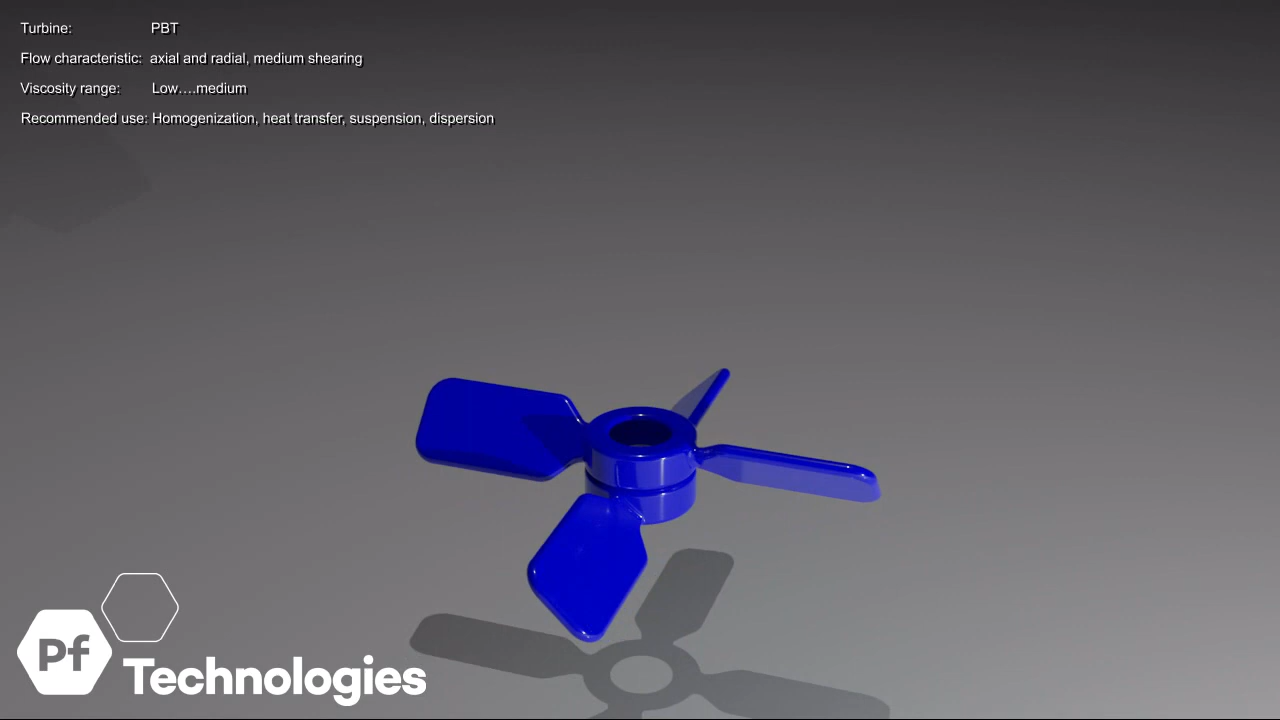 Turbine: PBT
Flow characteristic: axial and radial, medium shearing
Viscosity range: Low....medium
Recommended use: Homogenization, heat transfer, suspension, dispersion
Pf
Technologies